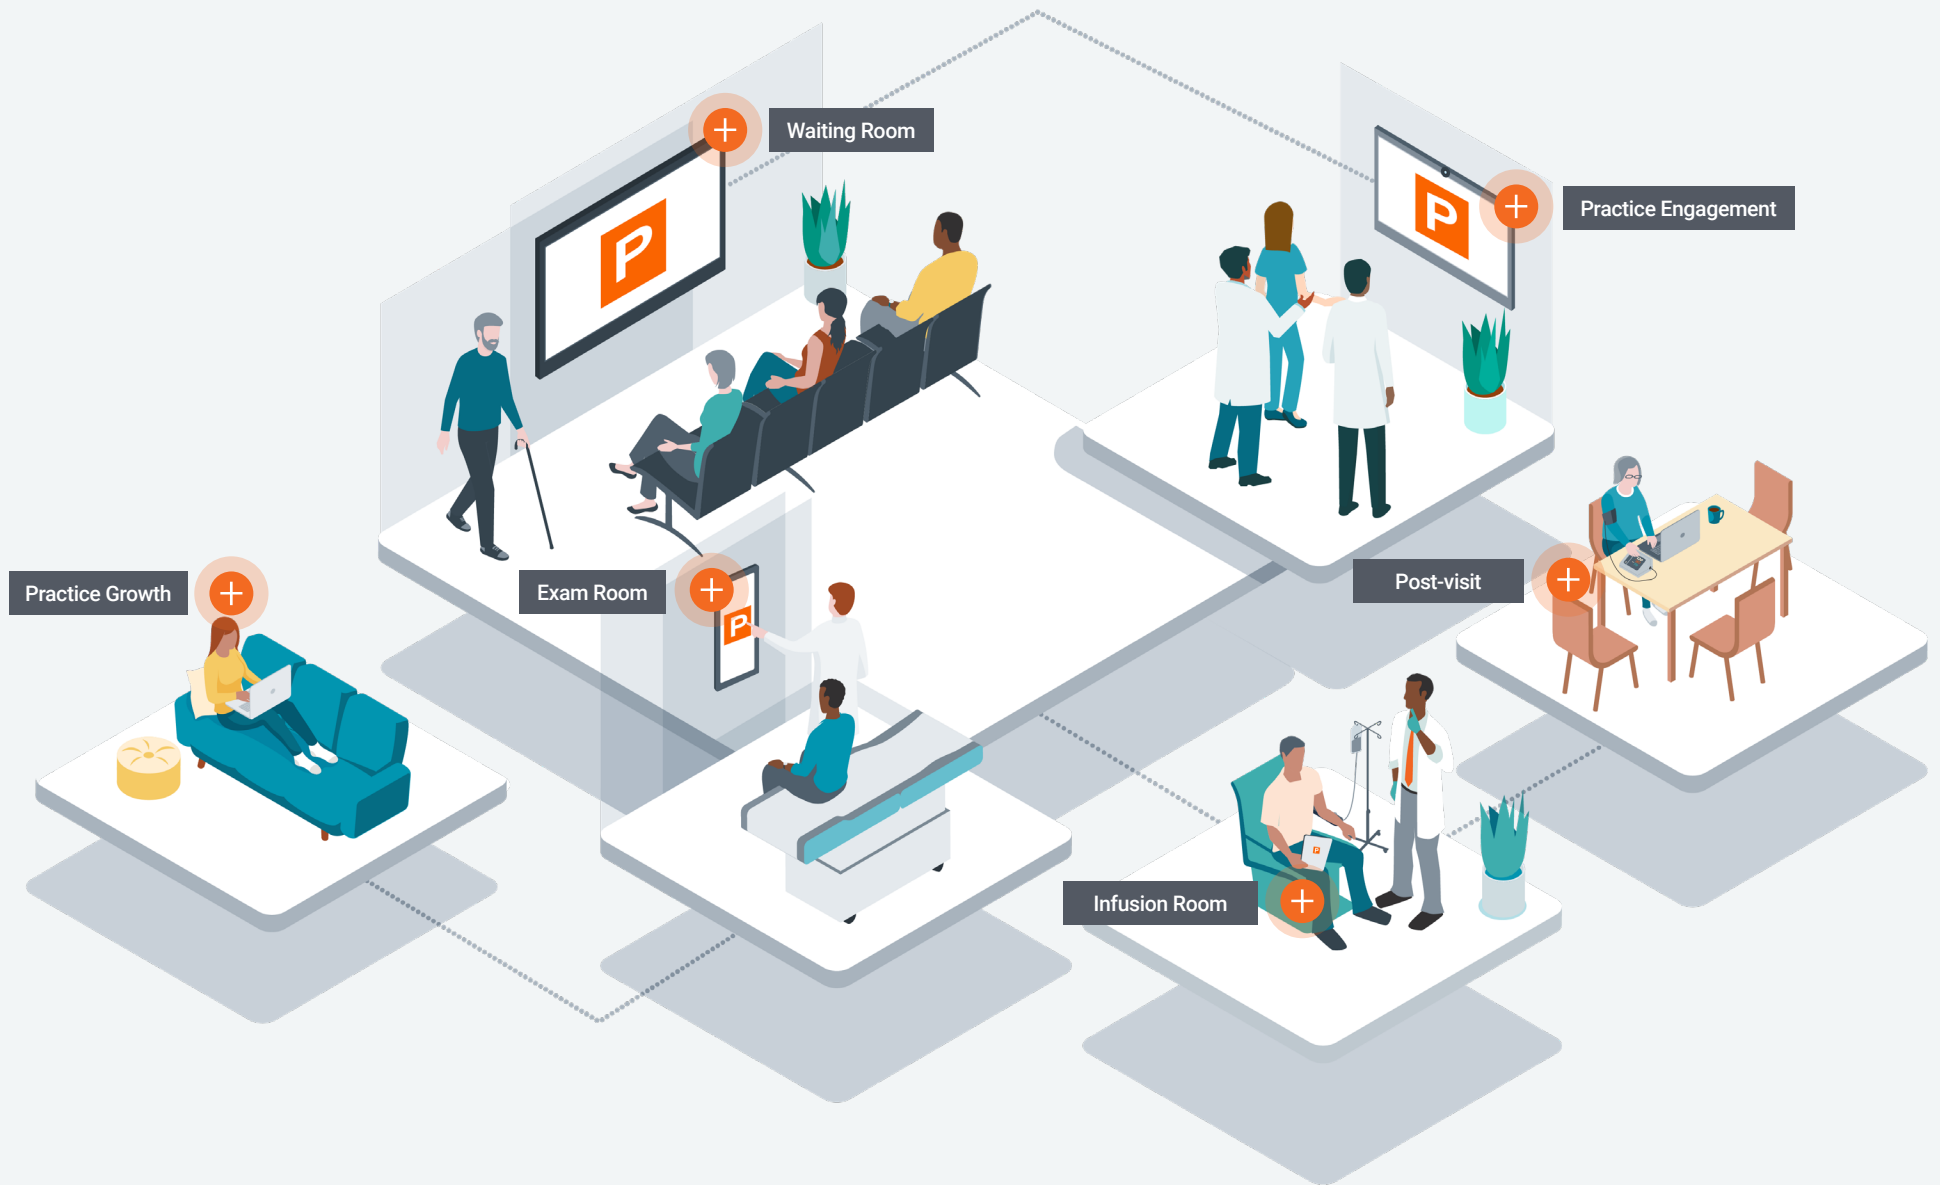 Waiting Room
P
Practice Engagement
P
Practice Growth
Exam Room
P
Post-visit
Infusion Room
P